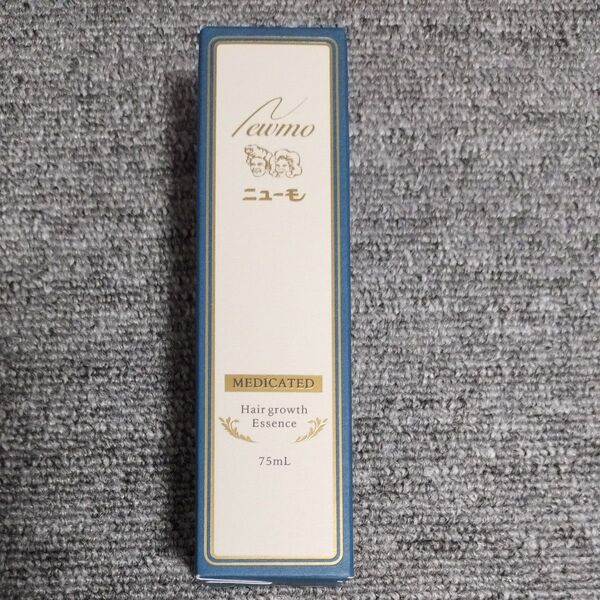 Newmo
ニューモ
MEDICATED
Hair growth
Essence
75mL